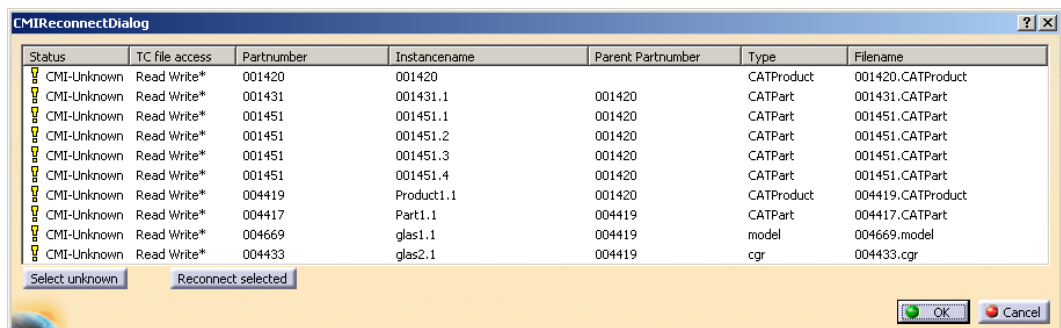 CMIReconnectDialog
Status TC file access Partnumber Instancename Parent Partnumber Type Filename
CMI-Unknown Read Write* 001420 001420 CATProduct 001420.CATProduct
CMI-Unknown Read Write* 001431 001431.1 001420 CATPart 001431.CATPart
CMI-Unknown Read Write* 001451 001451.1 001420 CATPart 001451.CATPart
CMI-Unknown Read Write* 001451 001451.2 001420 CATPart 001451.CATPart
CMI-Unknown Read Write* 001451 001451.3 001420 CATPart 001451.CATPart
CMI-Unknown Read Write* 001451 001451.4 001420 CATPart 001451.CATPart
CMI-Unknown Read Write* 004419 Product1.1 001420 CATProduct 004419.CATProduct
CMI-Unknown Read Write* 004417 Part1.1 004419 CATPart 004417.CATPart
CMI-Unknown Read Write* 004669 glas1.1 004419 model 004669.model
CMI-Unknown Read Write* 004433 glas2.1 004419 cgr 004433.cgr
Select unknown Reconnect selected
OK Cancel